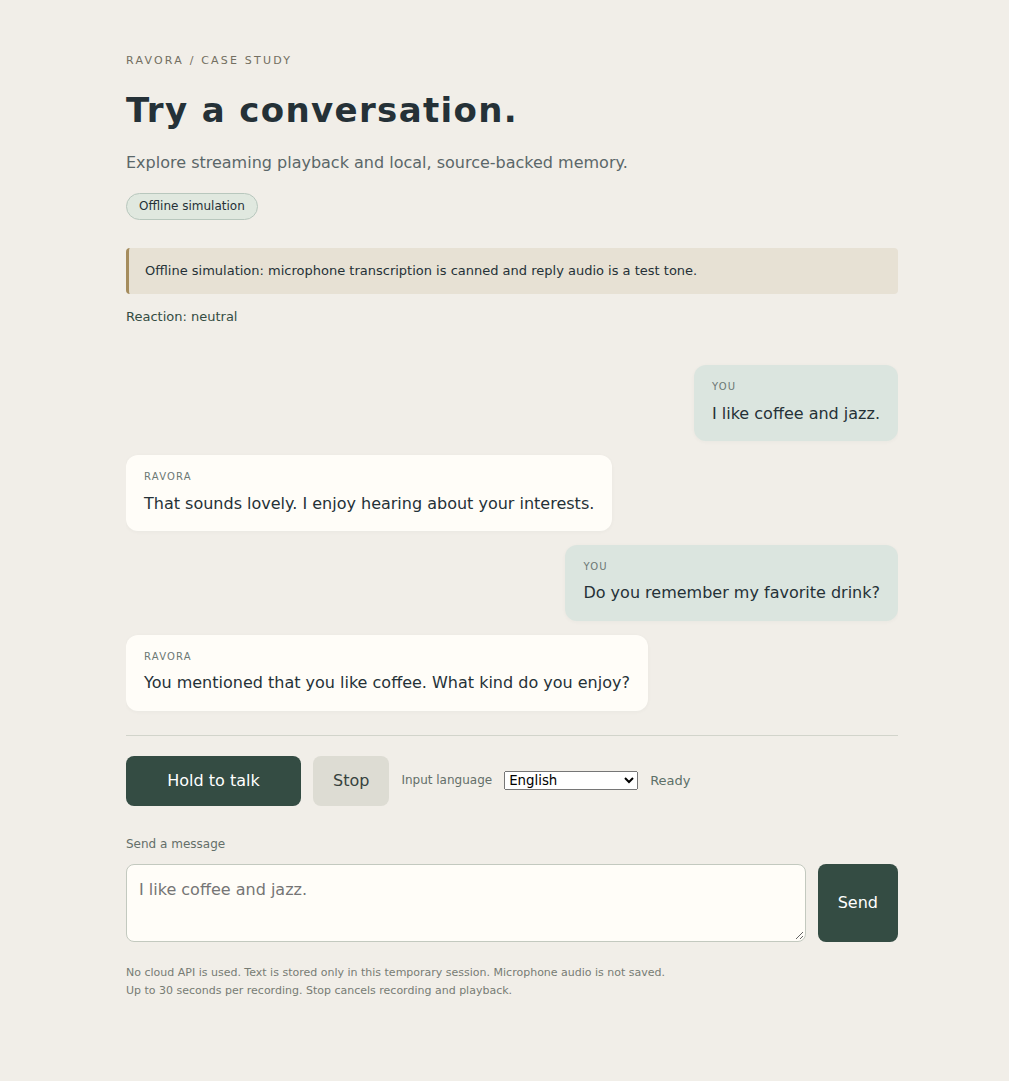 RAVORA / CASE STUDY
Try a conversation.
Explore streaming playback and local, source-backed memory.
Offline simulation
Offline simulation: microphone transcription is canned and reply audio is a test tone.
Reaction: neutral
YOU
I like coffee and jazz.
RAVORA
That sounds lovely. I enjoy hearing about your interests.
YOU
Do you remember my favorite drink?
RAVORA
You mentioned that you like coffee. What kind do you enjoy?
Hold to talk Stop Input language English Ready
Send a message
I like coffee and jazz.
Send
No cloud API is used. Text is stored only in this temporary session. Microphone audio is not saved.
Up to 30 seconds per recording. Stop cancels recording and playback.